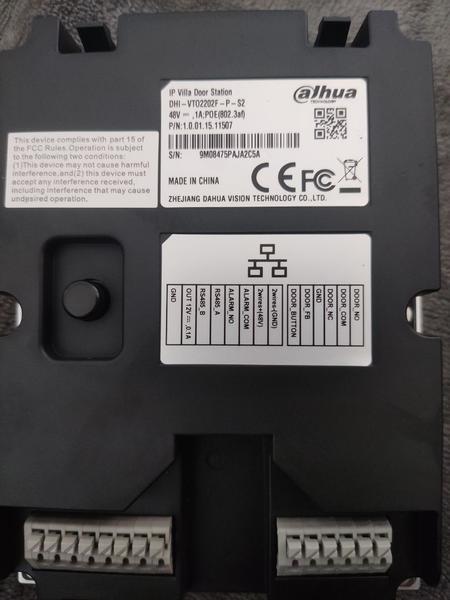 IP Villa Door Station
DHI-VTO2202F-P-S2
48V⎓,1A;POE(802.3af)
P/N:1.0.01.15.11507
alhua
TECHNOLOGY
S/N: 9M08475PAJA2C5A
MADE IN CHINA
CE FC
ZHEJIANG DAHUA VISION TECHNOLOGY CO.,LTD.
This device complies with part 15 of
the FCC Rules.Operation is subject
to the following two conditions:
(1)This device may not cause harmful
interference,and(2) this device must
accept any interference received,
including interference that may cause
undesired operation.
GND
OUT 12V⎓,0.1A
RS485_B
RS485_A
ALARM_NO
ALARM_COM
2wires+(48V)
2wires-(GND)
DOOR_BUTTON
DOOR_FB
GND
DOOR_NC
DOOR_COM
DOOR_NO